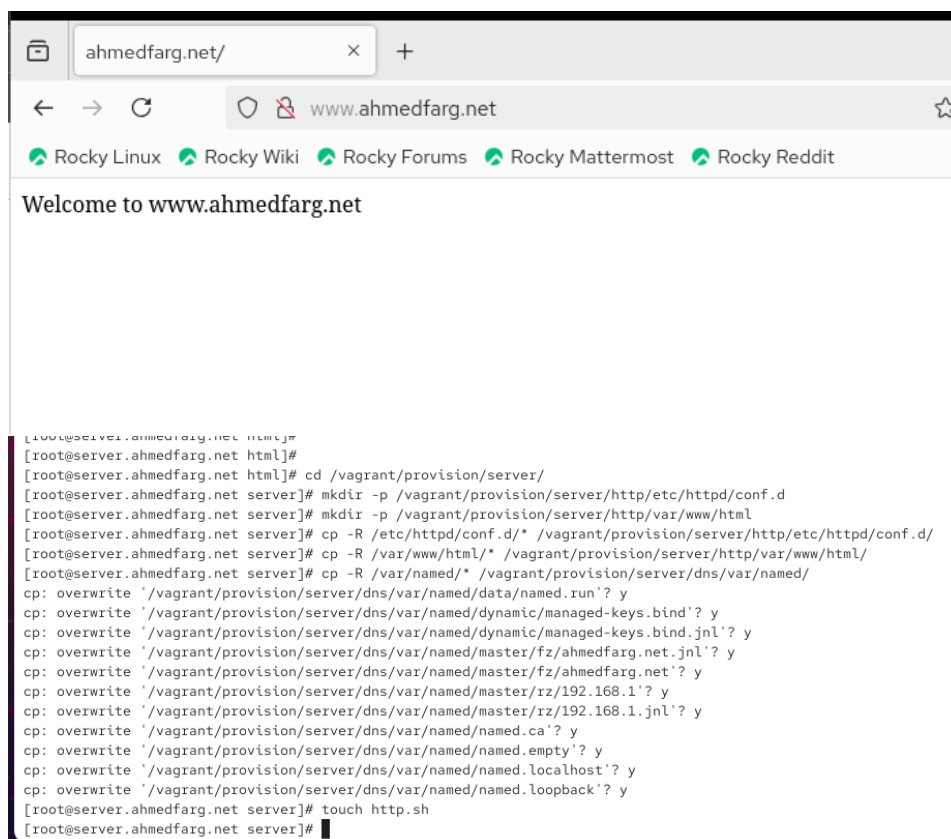 ahmedfarg.net/
www.ahmedfarg.net
Rocky Linux Rocky Wiki Rocky Forums Rocky Mattermost Rocky Reddit
Welcome to www.ahmedfarg.net
[root@server.ahmedfarg.net html]#
[root@server.ahmedfarg.net html]#
[root@server.ahmedfarg.net html]# cd /vagrant/provision/server/
[root@server.ahmedfarg.net server]# mkdir -p /vagrant/provision/server/http/etc/httpd/conf.d
[root@server.ahmedfarg.net server]# mkdir -p /vagrant/provision/server/http/var/www/html
[root@server.ahmedfarg.net server]# cp -R /etc/httpd/conf.d/* /vagrant/provision/server/http/etc/httpd/conf.d/
[root@server.ahmedfarg.net server]# cp -R /var/www/html/* /vagrant/provision/server/http/var/www/html/
[root@server.ahmedfarg.net server]# cp -R /var/named/* /vagrant/provision/server/dns/var/named/
cp: overwrite '/vagrant/provision/server/dns/var/named/data/named.run'? y
cp: overwrite '/vagrant/provision/server/dns/var/named/dynamic/managed-keys.bind'? y
cp: overwrite '/vagrant/provision/server/dns/var/named/dynamic/managed-keys.bind.jnl'? y
cp: overwrite '/vagrant/provision/server/dns/var/named/master/fz/ahmedfarg.net.jnl'? y
cp: overwrite '/vagrant/provision/server/dns/var/named/master/fz/ahmedfarg.net'? y
cp: overwrite '/vagrant/provision/server/dns/var/named/master/rz/192.168.1'? y
cp: overwrite '/vagrant/provision/server/dns/var/named/master/rz/192.168.1.jnl'? y
cp: overwrite '/vagrant/provision/server/dns/var/named/named.ca'? y
cp: overwrite '/vagrant/provision/server/dns/var/named/named.empty'? y
cp: overwrite '/vagrant/provision/server/dns/var/named/named.localhost'? y
cp: overwrite '/vagrant/provision/server/dns/var/named/named.loopback'? y
[root@server.ahmedfarg.net server]# touch http.sh
[root@server.ahmedfarg.net server]#